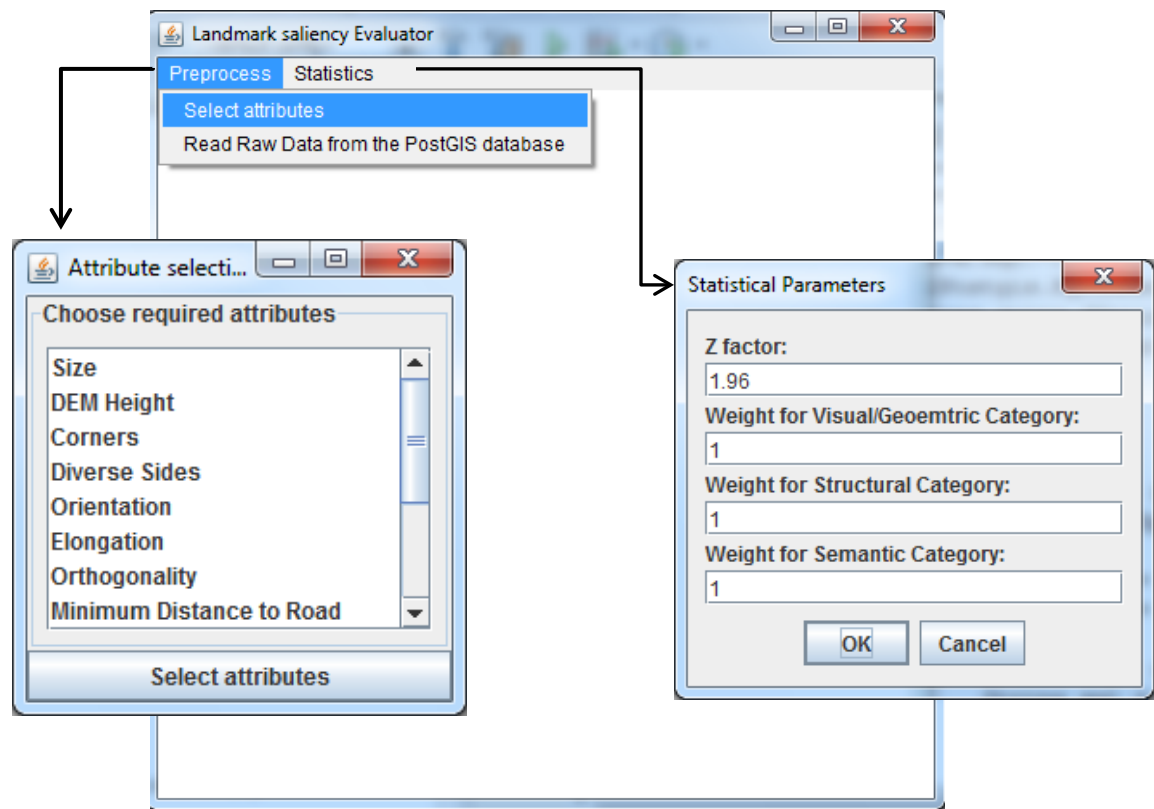 Landmark saliency Evaluator
Preprocess Statistics
Select attributes
Read Raw Data from the PostGIS database
Attribute selecti...
Choose required attributes
Size
DEM Height
Corners
Diverse Sides
Orientation
Elongation
Orthogonality
Minimum Distance to Road
Select attributes
Statistical Parameters
Z factor:
1.96
Weight for Visual/Geoemtric Category:
1
Weight for Structural Category:
1
Weight for Semantic Category:
1
OK Cancel